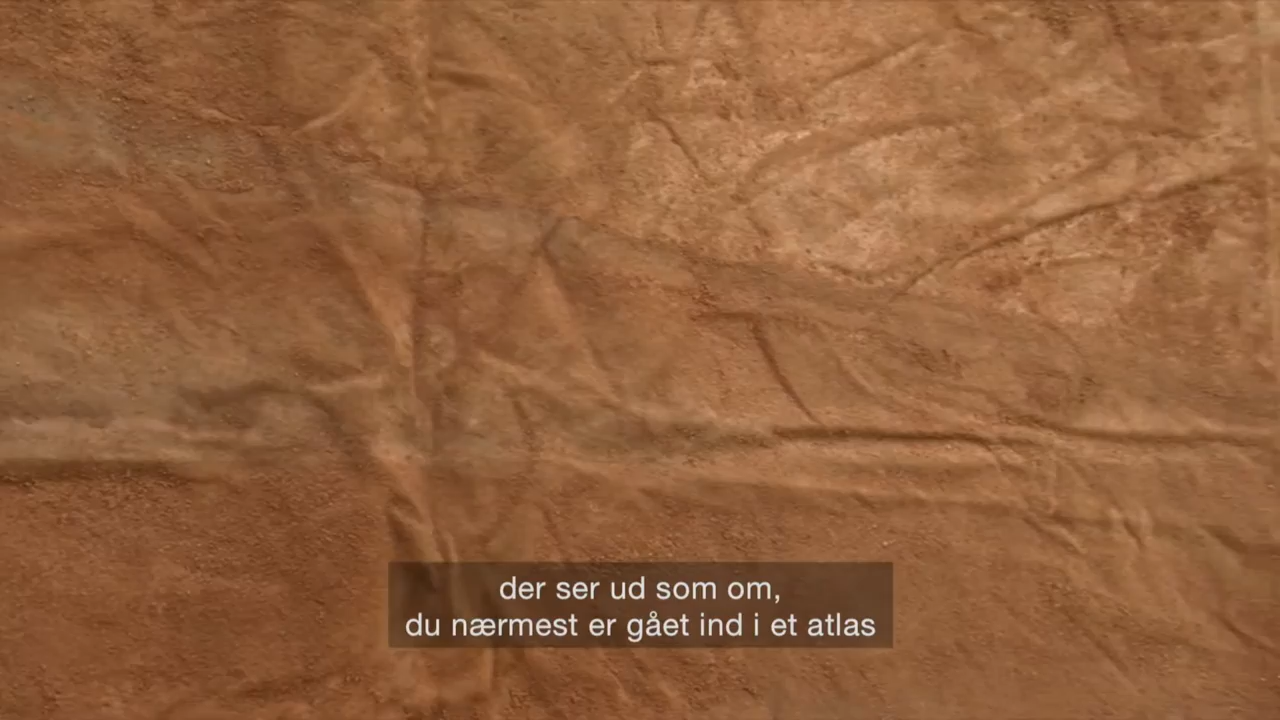 der ser ud som om,
du nærmest er gået ind i et atlas